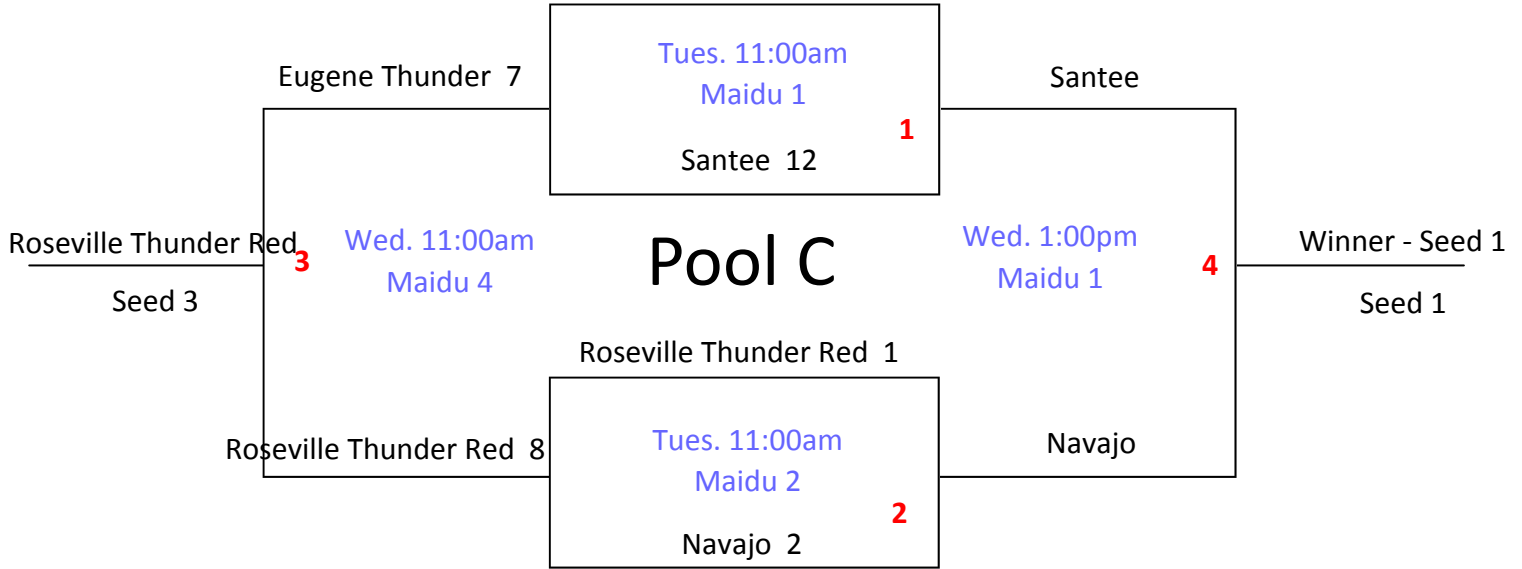 Tues. 11:00am
Maidu 1
Eugene Thunder 7
Santee
1
Santee 12
Roseville Thunder Red
3
Seed 3
Wed. 11:00am
Maidu 4
Pool C
Wed. 1:00pm
Maidu 1
4
Winner - Seed 1
Seed 1
Roseville Thunder Red 1
Roseville Thunder Red 8
Tues. 11:00am
Maidu 2
Navajo
2
Navajo 2